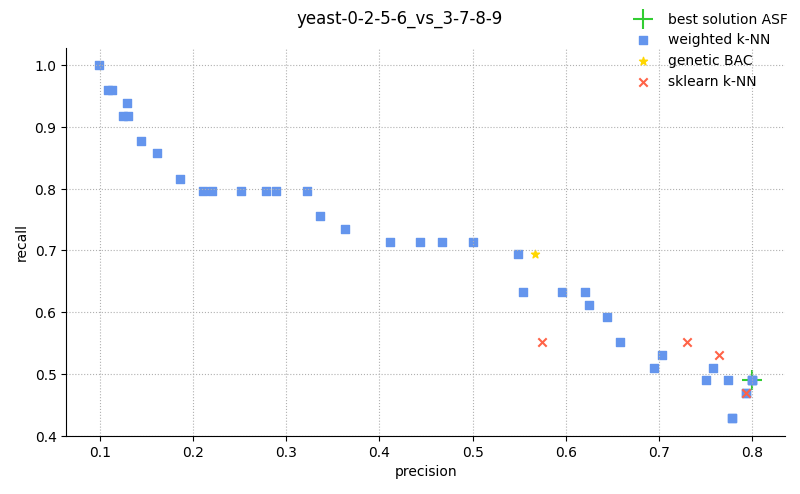 yeast-0-2-5-6_vs_3-7-8-9
best solution ASF
weighted k-NN
genetic BAC
sklearn k-NN
1.0
0.9
0.8
0.7
0.6
0.5
0.4
recall
0.1 0.2 0.3 0.4 0.5 0.6 0.7 0.8
precision